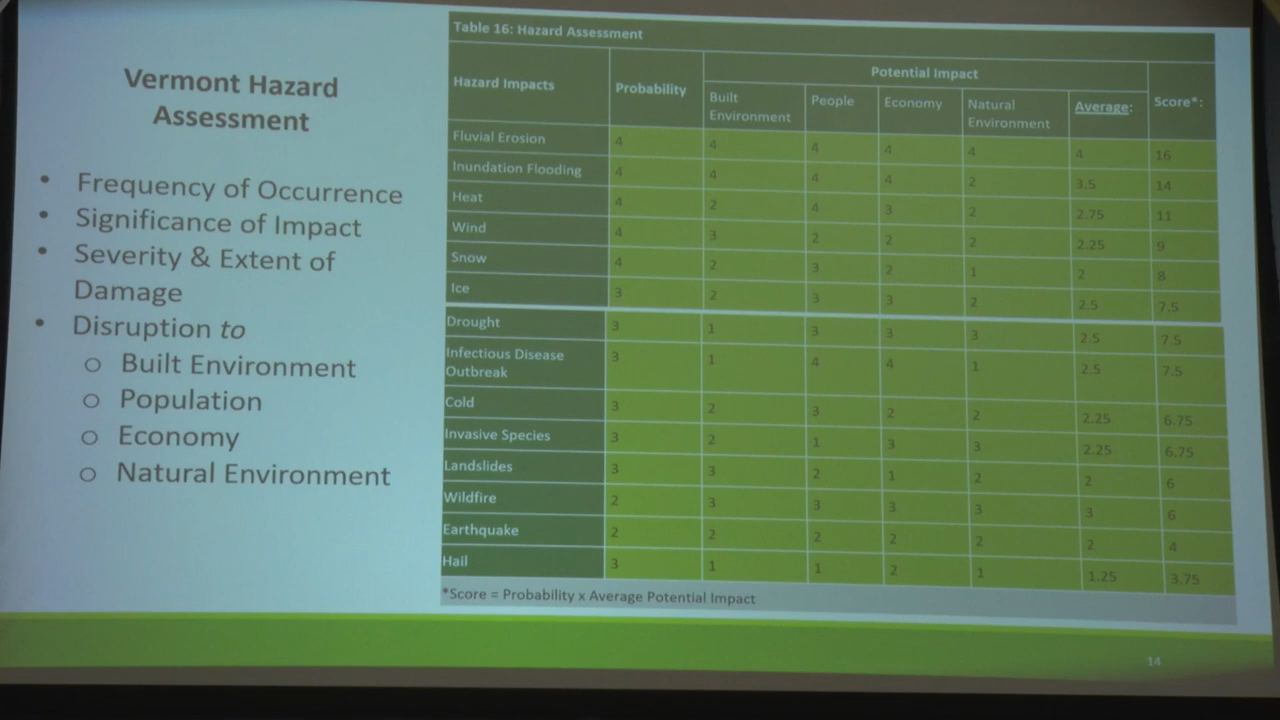 Vermont Hazard
Assessment
• Frequency of Occurrence
• Significance of Impact
• Severity & Extent of
Damage
• Disruption to
o Built Environment
o Population
o Economy
o Natural Environment
Table 16: Hazard Assessment
Hazard Impacts Probability Potential Impact Score*:
Built Environment People Economy Natural Environment Average:
Fluvial Erosion 4 4 4 4 4 4 16
Inundation Flooding 4 4 4 4 2 3.5 14
Heat 4 2 4 3 2 2.75 11
Wind 4 3 2 2 2 2.25 9
Snow 4 2 3 2 1 2 8
Ice 3 2 3 3 2 2.5 7.5
Drought 3 1 3 3 3 2.5 7.5
Infectious Disease Outbreak 3 1 4 4 1 2.5 7.5
Cold 3 2 3 2 2 2.25 6.75
Invasive Species 3 2 1 3 3 2.25 6.75
Landslides 3 3 2 1 2 2 6
Wildfire 2 3 3 3 3 3 6
Earthquake 2 2 2 2 2 2 4
Hail 3 1 1 2 1 1.25 3.75
*Score = Probability x Average Potential Impact
14